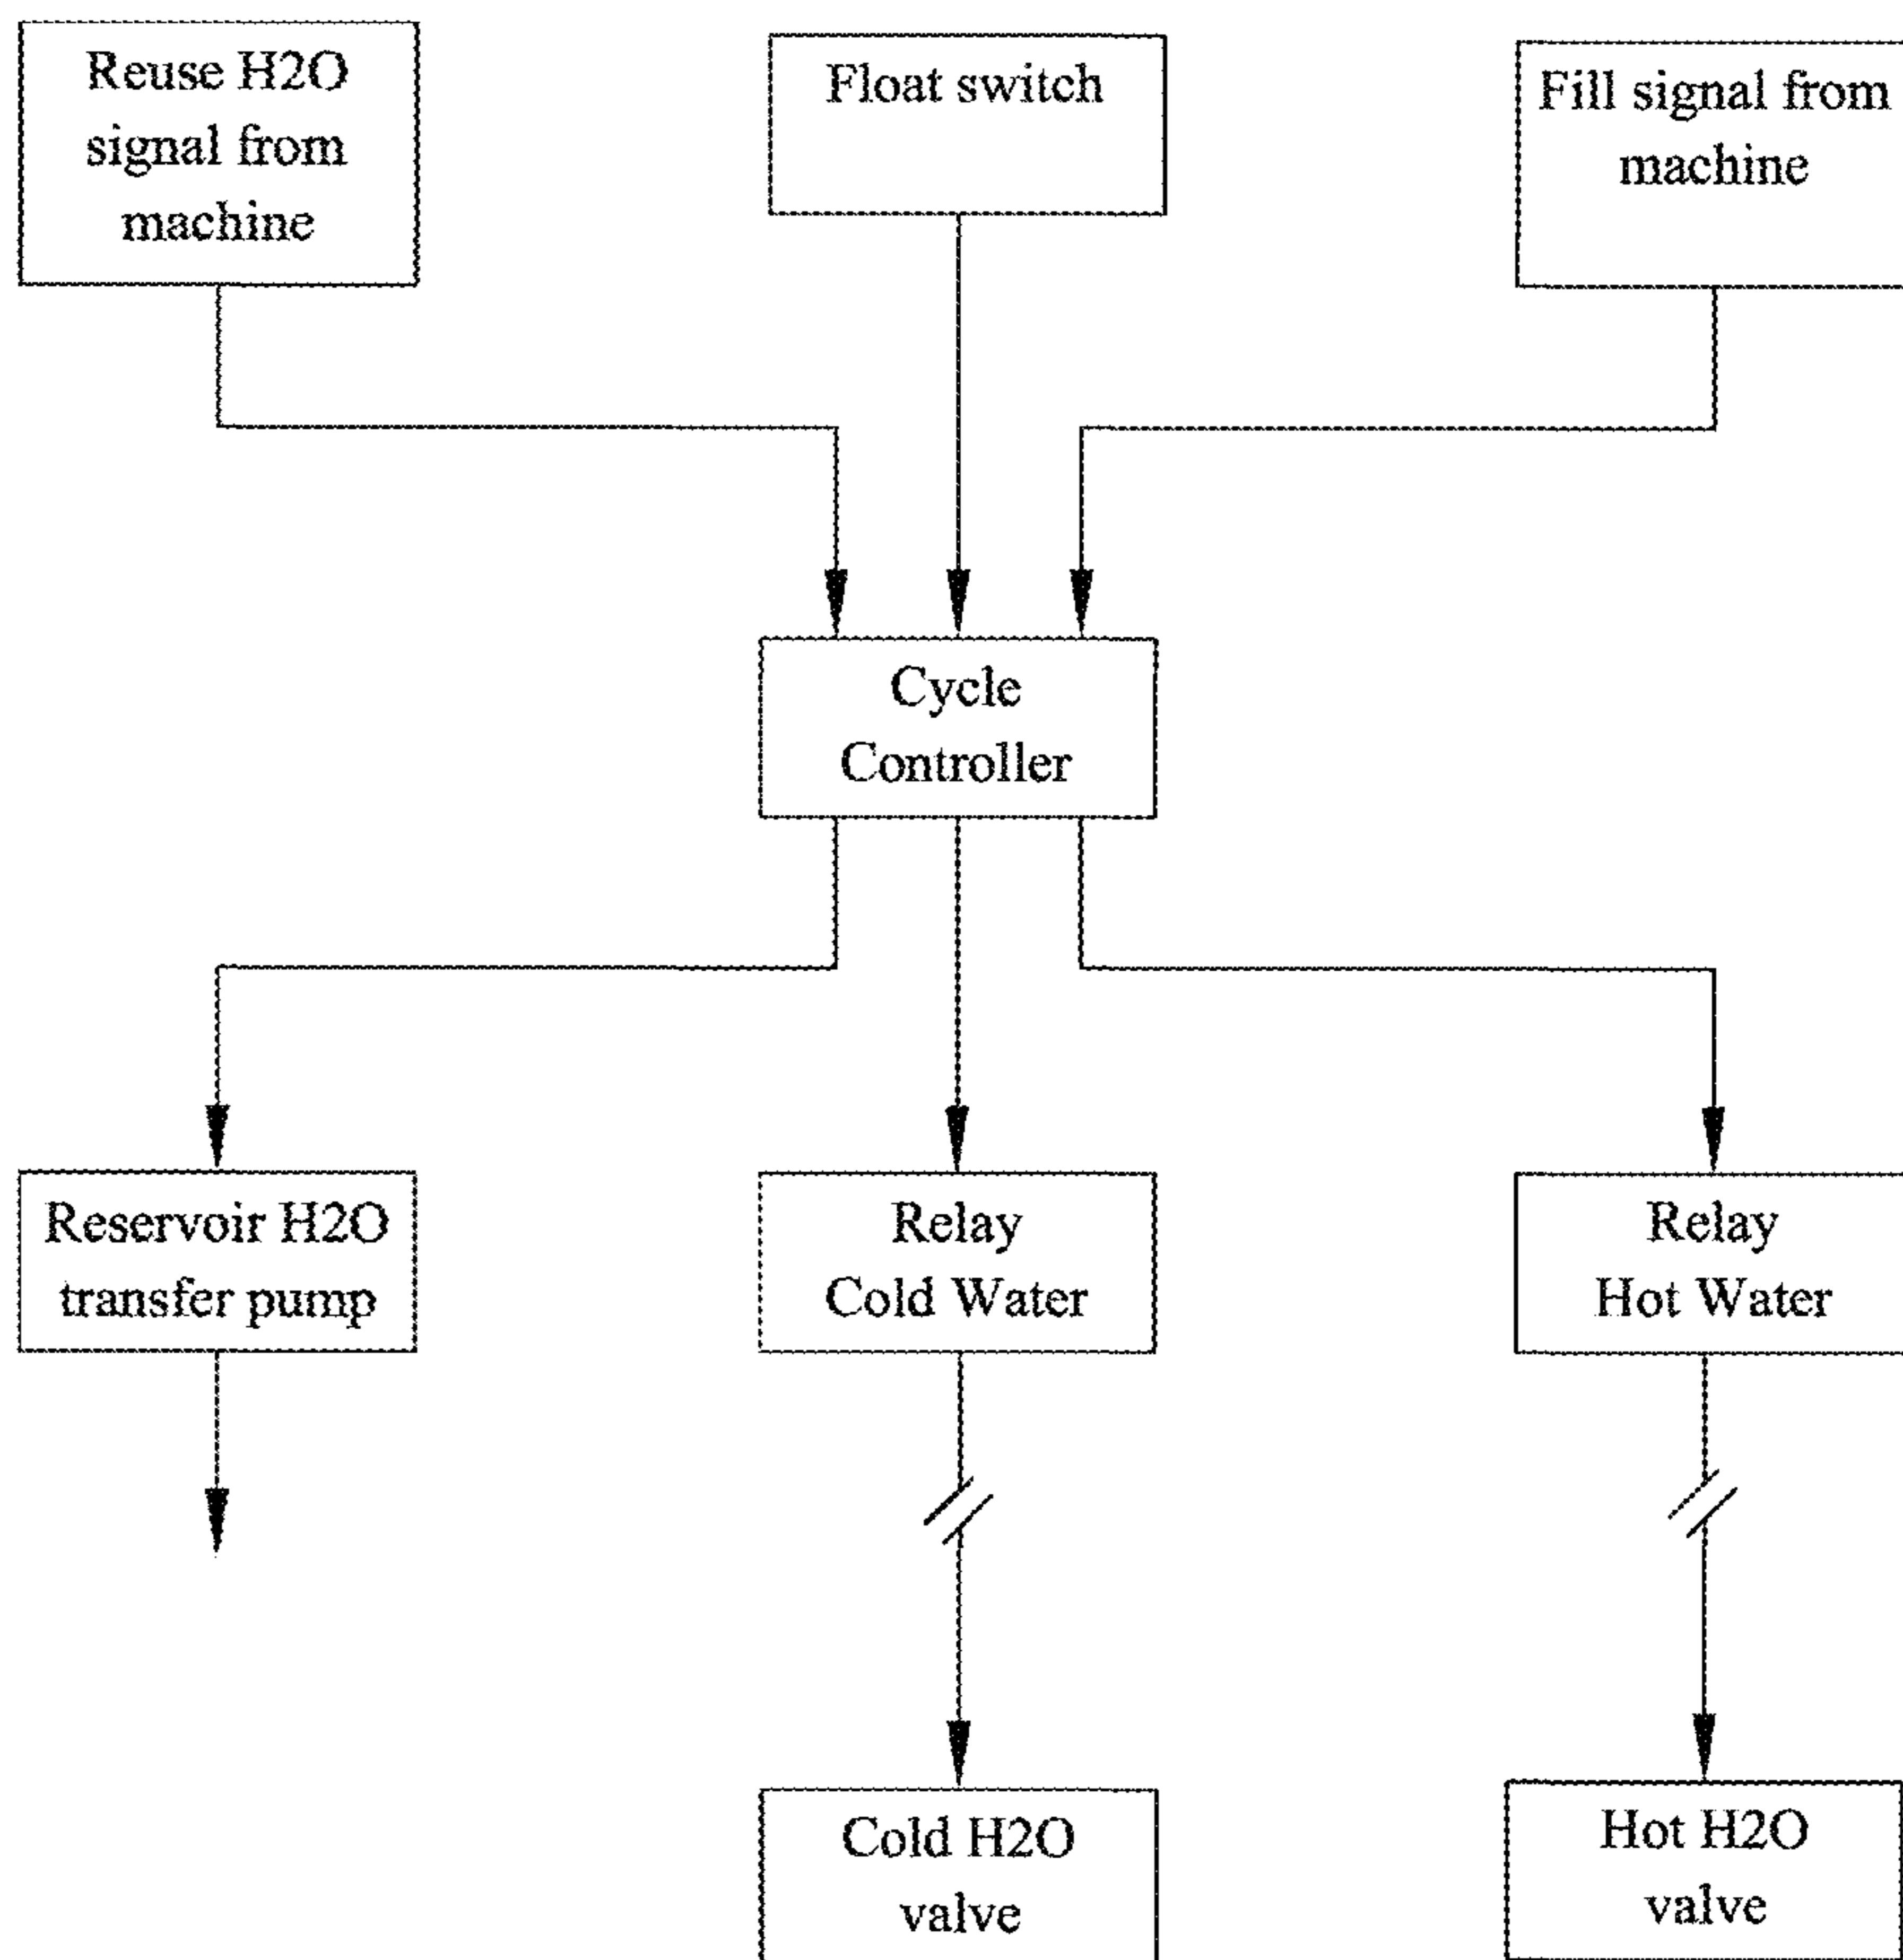 Reuse H2O
signal from
machine
Float switch
Fill signal from
machine
Cycle
Controller
Reservoir H2O
transfer pump
Relay
Cold Water
Relay
Hot Water
Cold H2O
valve
Hot H2O
valve